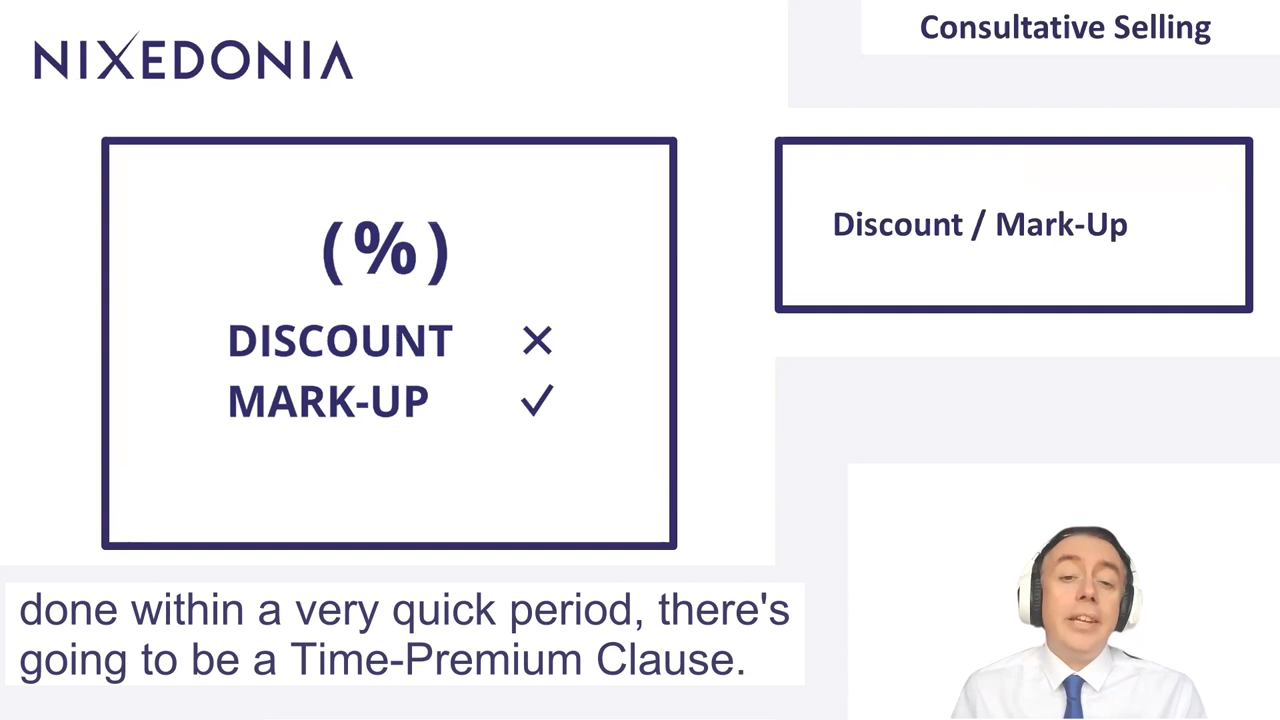 NIXEDONIA
Consultative Selling
(%)
DISCOUNT ✕
MARK-UP ✓
Discount / Mark-Up
done within a very quick period, there's
going to be a Time-Premium Clause.